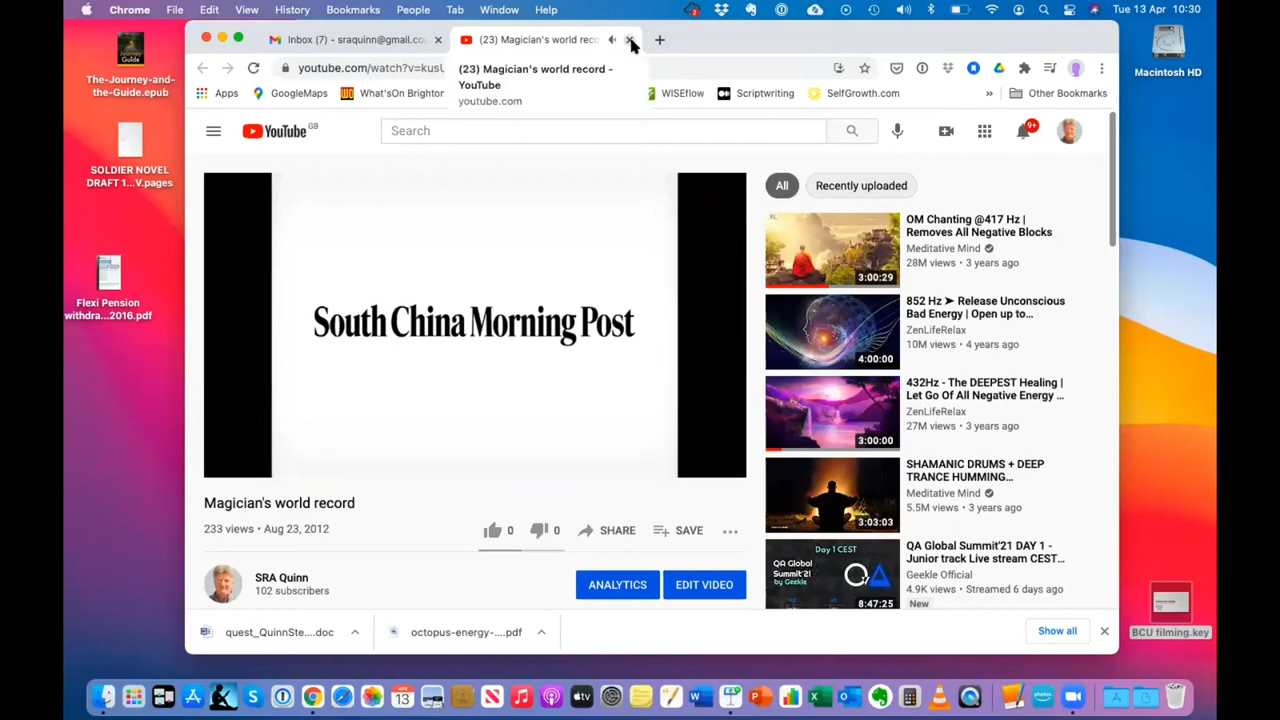 Chrome File Edit View History Bookmarks People Tab Window Help
2
Tue 13 Apr 10:30
Inbox (7) - sraquinn@gmail.co
(23) Magician's world reco
youtube.com/watch?v=kusU
(23) Magician's world record -
YouTube
youtube.com
Apps GoogleMaps What'sOn Brighton WISEflow Scriptwriting SelfGrowth.com » Other Bookmarks
YouTube GB
Search
9+
Journey
Guide
The-Journey-and
-the-Guide.epub
SOLDIER NOVEL
DRAFT 1...V.pages
Flexi Pension
withdra...2016.pdf
Macintosh HD
BCU filming.key
South China Morning Post
Magician's world record
233 views • Aug 23, 2012
0 0 SHARE SAVE ...
SRA Quinn
102 subscribers
ANALYTICS EDIT VIDEO
All Recently uploaded
3:00:29
OM Chanting @417 Hz |
Removes All Negative Blocks
Meditative Mind
28M views • 3 years ago
4:00:00
852 Hz ➤ Release Unconscious
Bad Energy | Open up to...
ZenLifeRelax
10M views • 4 years ago
3:00:00
432Hz - The DEEPEST Healing |
Let Go Of All Negative Energy ...
ZenLifeRelax
27M views • 3 years ago
3:03:03
SHAMANIC DRUMS + DEEP
TRANCE HUMMING...
Meditative Mind
5.5M views • 3 years ago
Day 1 CEST
QA
Global
Summit'21
by Geekle
8:47:25
QA Global Summit'21 DAY 1 -
Junior track Live stream CEST...
Geekle Official
4.9K views • Streamed 6 days ago
New
quest_QuinnSte....doc
octopus-energy-....pdf
Show all
APR
13
tv